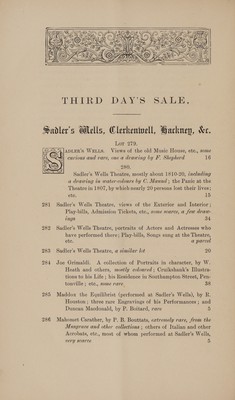 THIRD DAY'S SALE.
Sadler's Wells, Clerkenwell, Hackney, &c.
LOT 279.
SADLER'S WELLS. Views of the old Music House, etc., some
curious and rare, one a drawing by F. Shepherd 16
280.
Sadler's Wells Theatre, mostly about 1810-20, including
a drawing in water-colours by C. Maund; the Panic at the
Theatre in 1807, by which nearly 20 persons lost their lives;
etc. 15
281 Sadler's Wells Theatre, views of the Exterior and Interior;
Play-bills, Admission Tickets, etc., some scarce, a few draw-
ings 34
282 Sadler's Wells Theatre, portraits of Actors and Actresses who
have performed there; Play-bills, Songs sung at the Theatre,
etc. a parcel
283 Sadler's Wells Theatre, a similar lot 20
284 Joe Grimaldi. A collection of Portraits in character, by W.
Heath and others, mostly coloured; Cruikshank's Illustra-
tions to his Life; his Residence in Southampton Street, Pen-
tonville; etc., some rare 38
285 Maddox the Equilibrist (performed at Sadler's Wells), by R.
Houston; three rare Engravings of his Performances; and
Duncan Macdonald, by P. Boitard, rare 5
286 Mahomet Caratha, by P. B. Bouttats, extremely rare, from the
Musgrave and other collections; others of Italian and other
Acrobats, etc., most of whom performed at Sadler's Wells,
very scarce 5